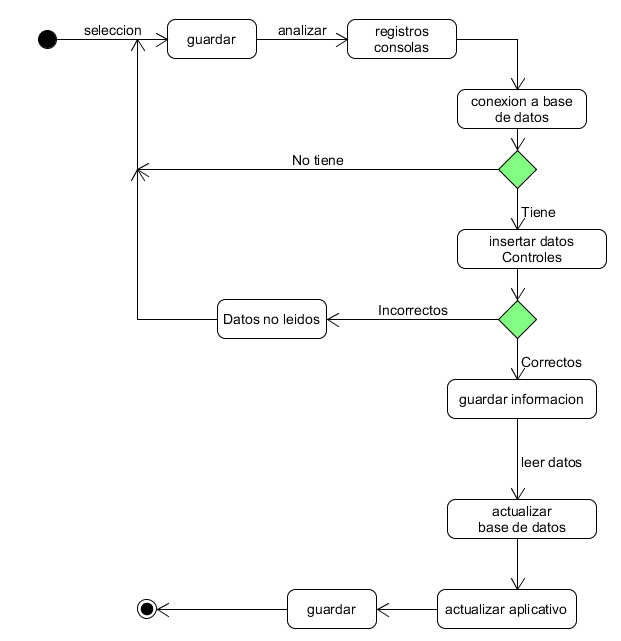 seleccion
guardar
analizar
registros
consolas
conexion a base
de datos
No tiene
Tiene
insertar datos
Controles
Datos no leidos
Incorrectos
Correctos
guardar informacion
leer datos
actualizar
base de datos
guardar
actualizar aplicativo